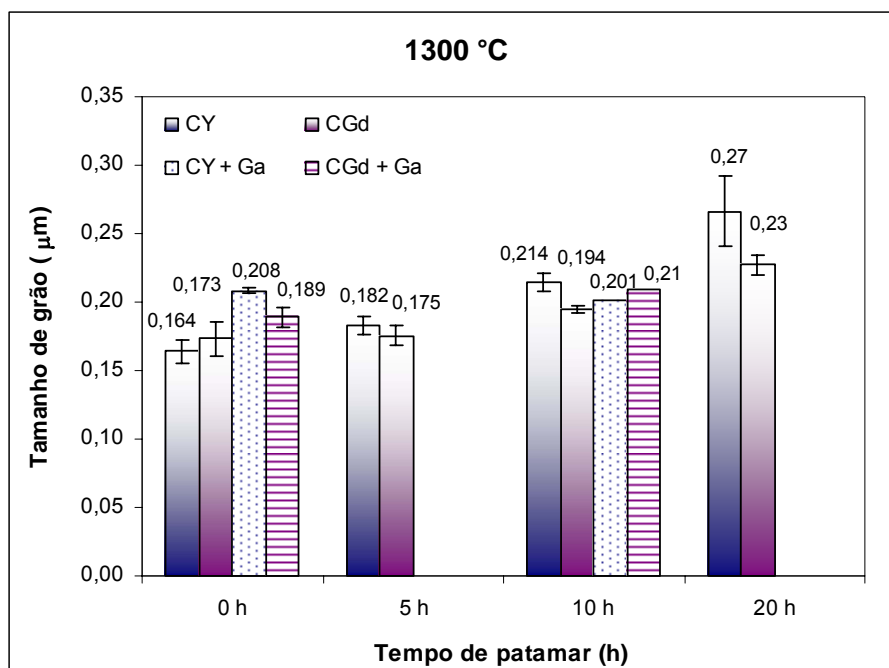 1300 °C
Tamanho de grão ( μm)
0,35
0,30
0,25
0,20
0,15
0,10
0,05
0,00
CY
CGd
CY + Ga
CGd + Ga
0,164
0,173
0,208
0,189
0,182
0,175
0,214
0,194
0,201
0,21
0,27
0,23
0 h
5 h
10 h
20 h
Tempo de patamar (h)